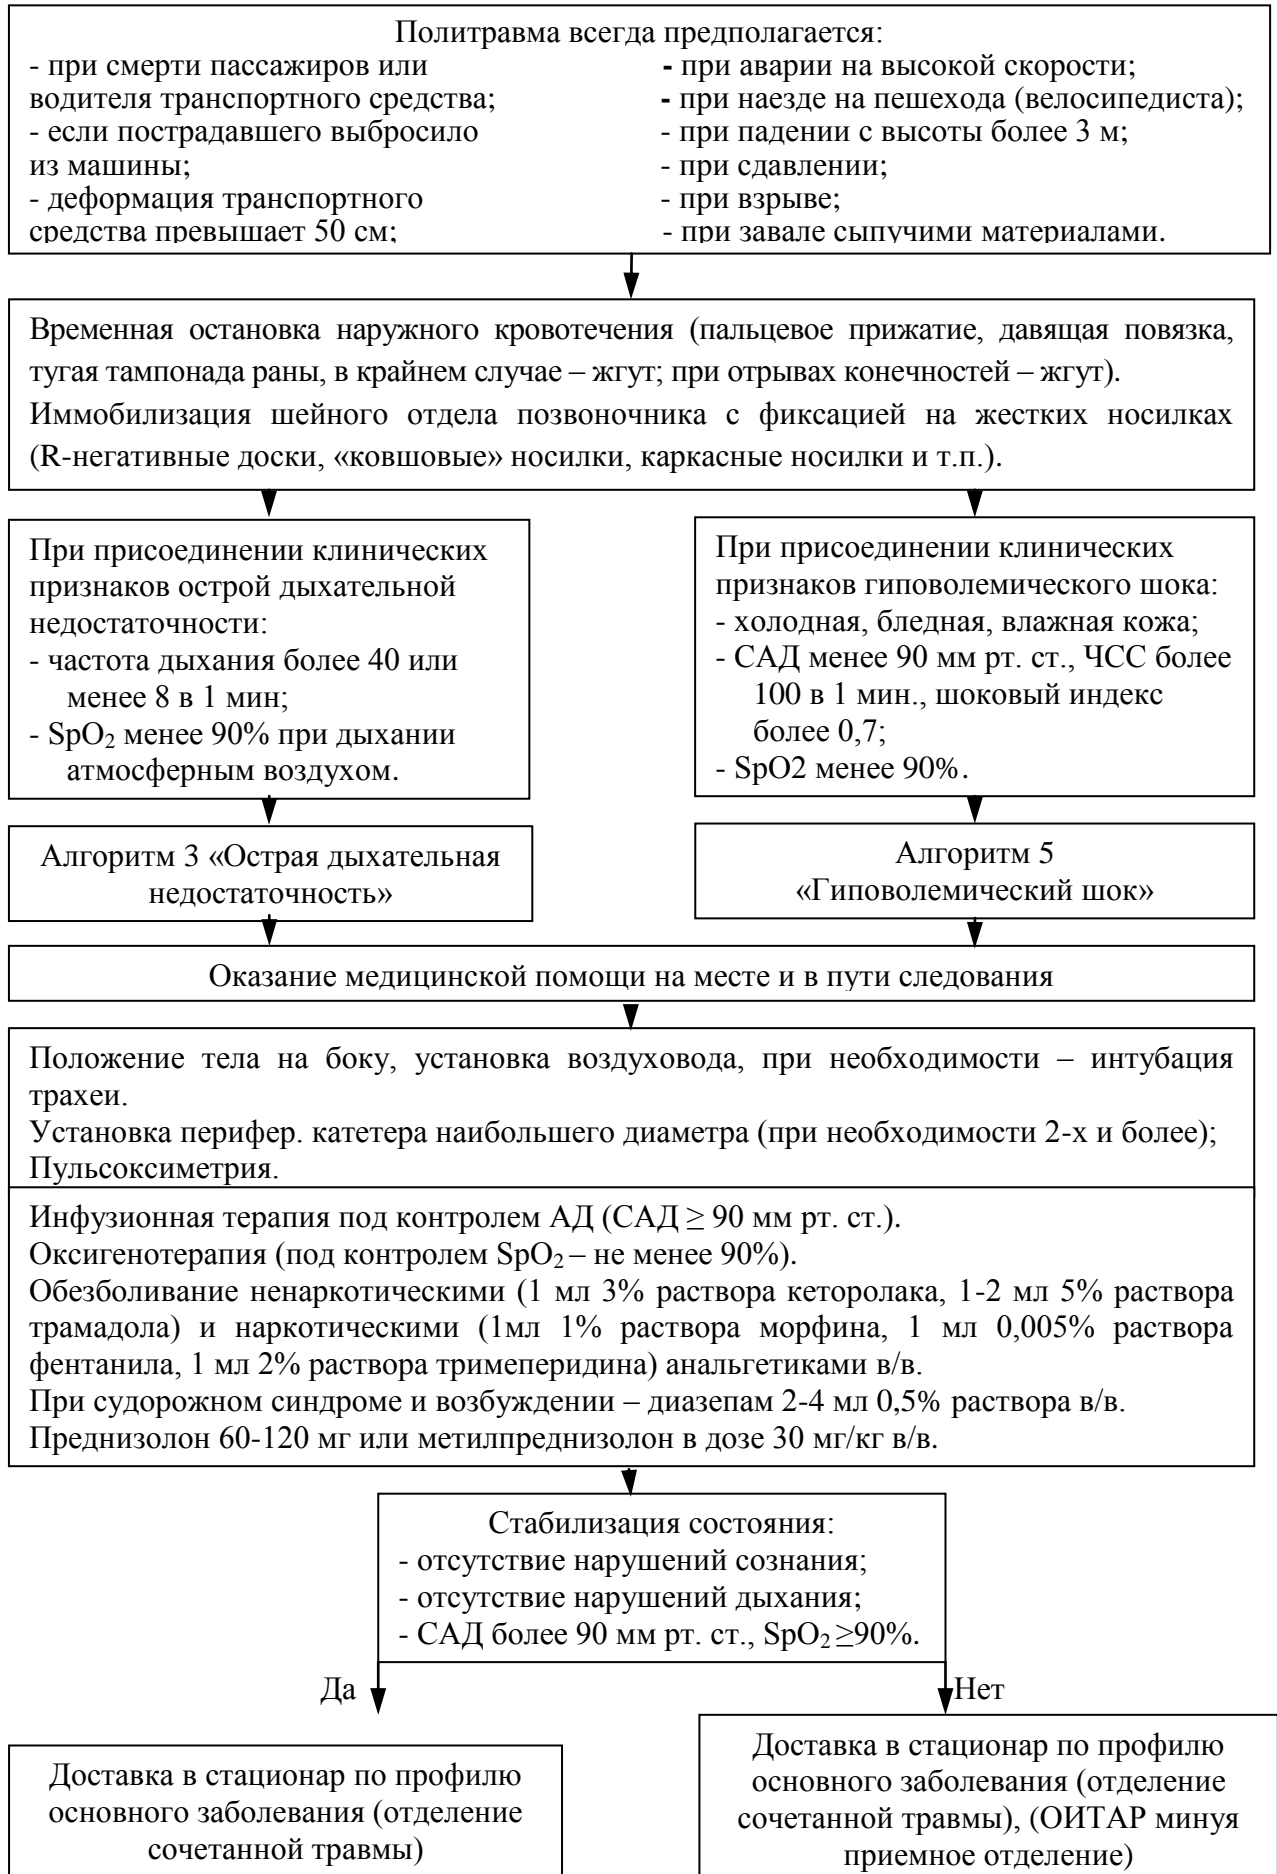 Политравма всегда предполагается:
- при смерти пассажиров или
водителя транспортного средства;
- если пострадавшего выбросило
из машины;
- деформация транспортного
средства превышает 50 см;
- при аварии на высокой скорости;
- при наезде на пешехода (велосипедиста);
- при падении с высоты более 3 м;
- при сдавлении;
- при взрыве;
- при завале сыпучими материалами.
Временная остановка наружного кровотечения (пальцевое прижатие, давящая повязка,
тугая тампонада раны, в крайнем случае – жгут; при отрывах конечностей – жгут).
Иммобилизация шейного отдела позвоночника с фиксацией на жестких носилках
(R-негативные доски, «ковшовые» носилки, каркасные носилки и т.п.).
При присоединении клинических
признаков острой дыхательной
недостаточности:
- частота дыхания более 40 или
менее 8 в 1 мин;
- SpO₂ менее 90% при дыхании
атмосферным воздухом.
При присоединении клинических
признаков гиповолемического шока:
- холодная, бледная, влажная кожа;
- САД менее 90 мм рт. ст., ЧСС более
100 в 1 мин., шоковый индекс
более 0,7;
- SpO2 менее 90%.
Алгоритм 3 «Острая дыхательная
недостаточность»
Алгоритм 5
«Гиповолемический шок»
Оказание медицинской помощи на месте и в пути следования
Положение тела на боку, установка воздуховода, при необходимости – интубация
трахеи.
Установка перифер. катетера наибольшего диаметра (при необходимости 2-х и более);
Пульсоксиметрия.
Инфузионная терапия под контролем АД (САД ≥ 90 мм рт. ст.).
Оксигенотерапия (под контролем SpO₂ – не менее 90%).
Обезболивание ненаркотическими (1 мл 3% раствора кеторолака, 1-2 мл 5% раствора
трамадола) и наркотическими (1мл 1% раствора морфина, 1 мл 0,005% раствора
фентанила, 1 мл 2% раствора тримеперидина) анальгетиками в/в.
При судорожном синдроме и возбуждении – диазепам 2-4 мл 0,5% раствора в/в.
Преднизолон 60-120 мг или метилпреднизолон в дозе 30 мг/кг в/в.
Стабилизация состояния:
- отсутствие нарушений сознания;
- отсутствие нарушений дыхания;
- САД более 90 мм рт. ст., SpO₂ ≥90%.
Да
Нет
Доставка в стационар по профилю
основного заболевания (отделение
сочетанной травмы)
Доставка в стационар по профилю
основного заболевания (отделение
сочетанной травмы), (ОИТАР минуя
приемное отделение)